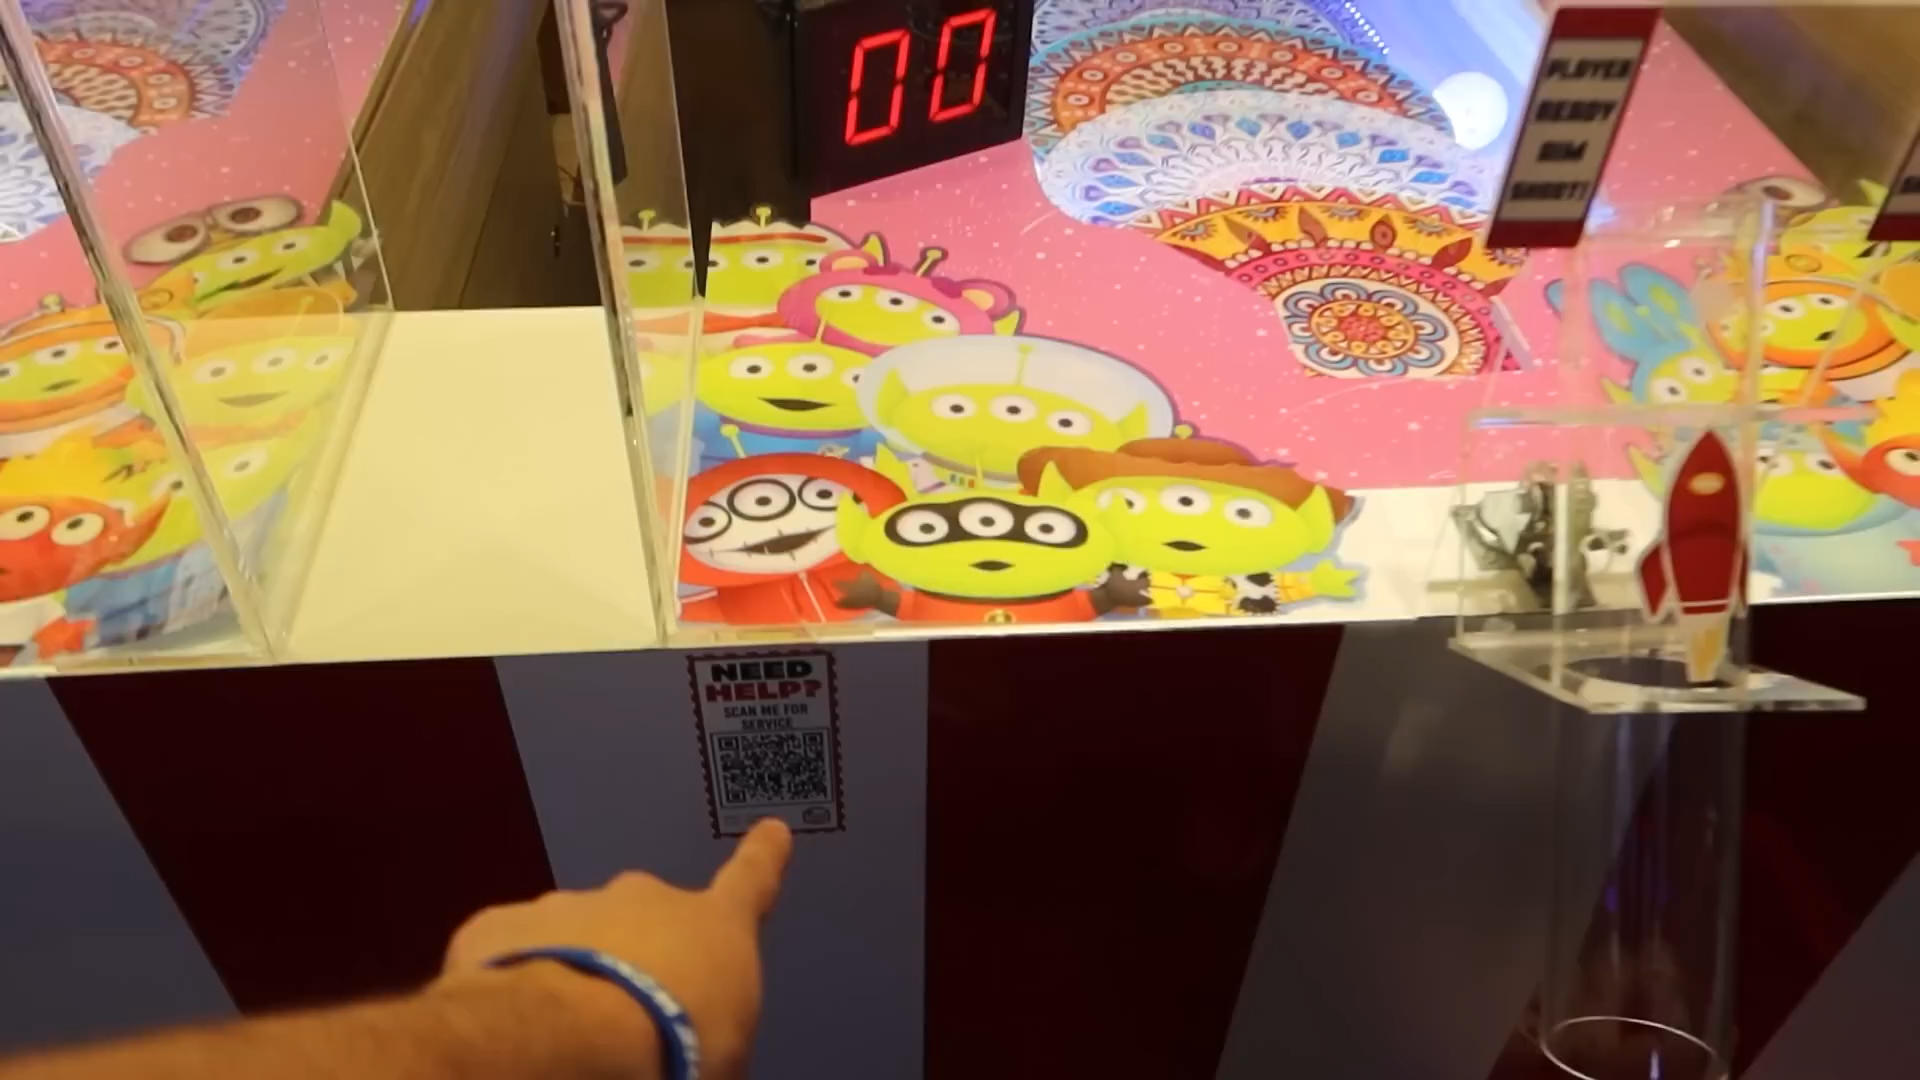 00
PLAYER
READY
AIM
SHOOT!
NEED
HELP?
SCAN ME FOR
SERVICE